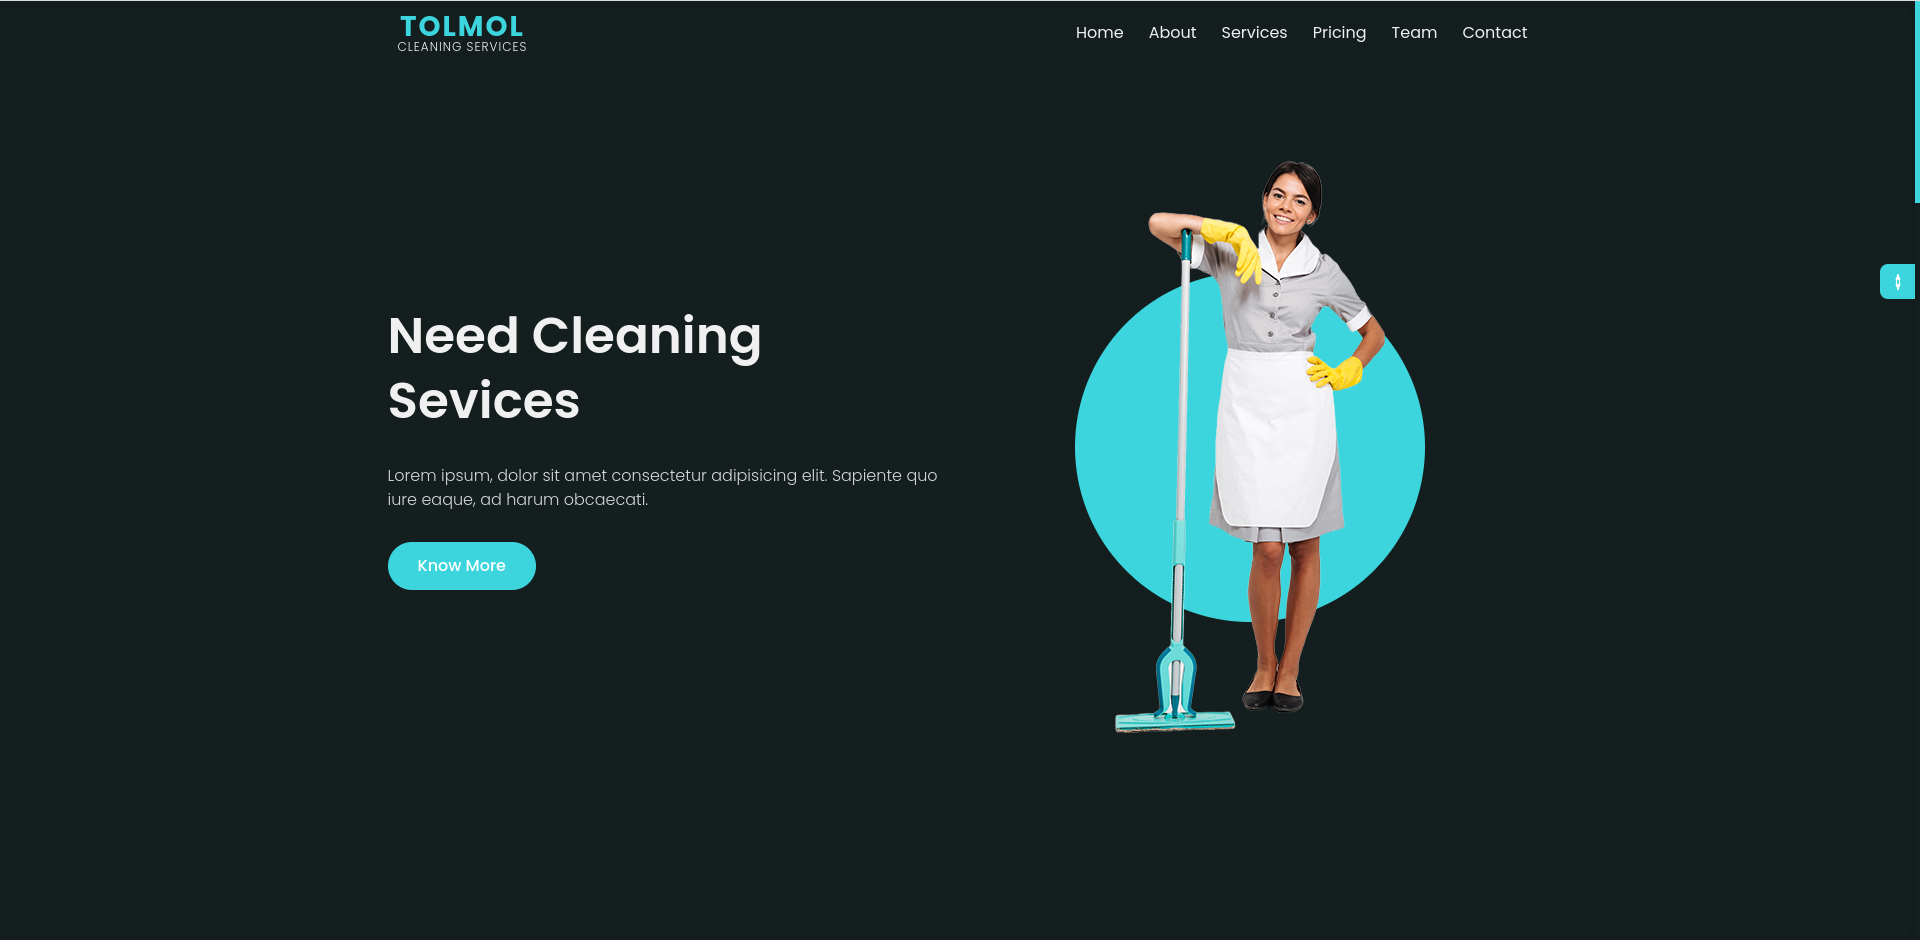 TOLMOL
CLEANING SERVICES
Home About Services Pricing Team Contact
Need Cleaning
Sevices
Lorem ipsum, dolor sit amet consectetur adipisicing elit. Sapiente quo
iure eaque, ad harum obcaecati.
Know More